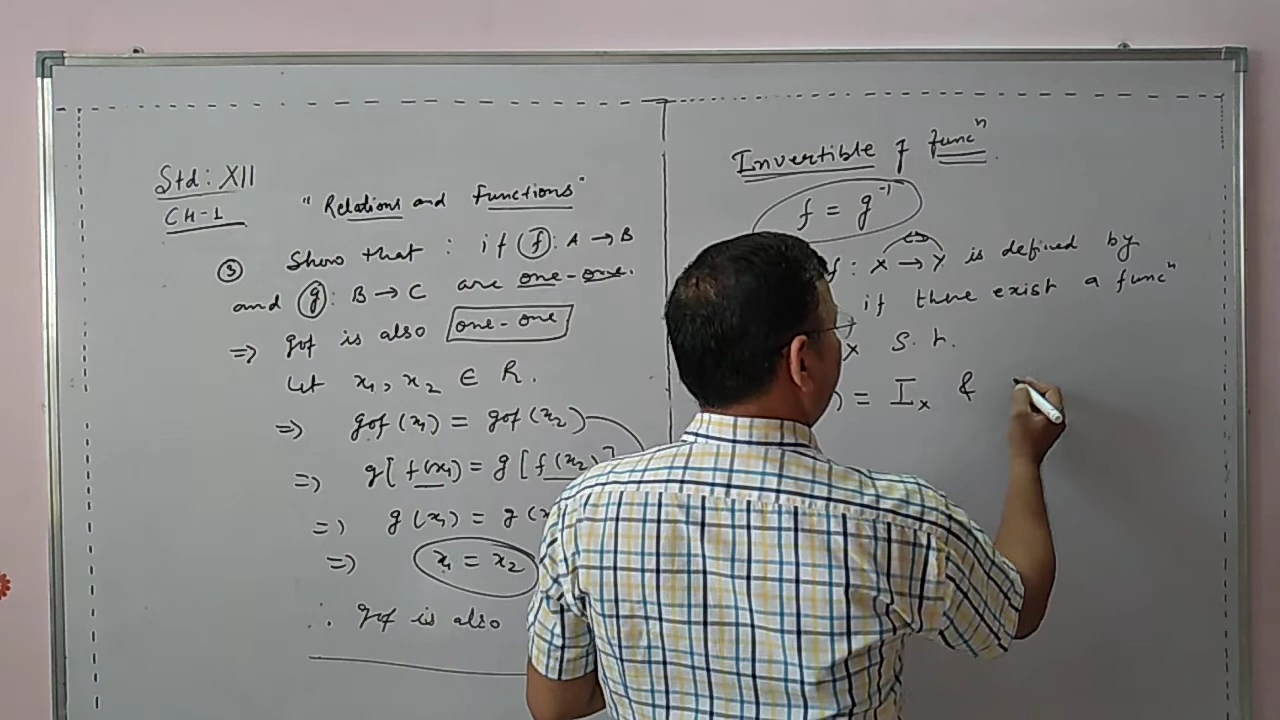 Std: XII
CH-1
"Relations and Functions"
③ Show that : if f: A → B
and g: B → C are one-one.
=> gof is also one-one
Let x₁, x₂ ∈ R.
=> gof (x₁) = gof (x₂)
=> g[f(x₁) = g[f(x₂)]
=> g(x₁) = g(x
=> x₁ = x₂
∴ gof is also
Invertible of funcⁿ.
f = g⁻¹
f: X → Y is defined by
if there exist a funcⁿ
X S.t.
) = Iₓ &